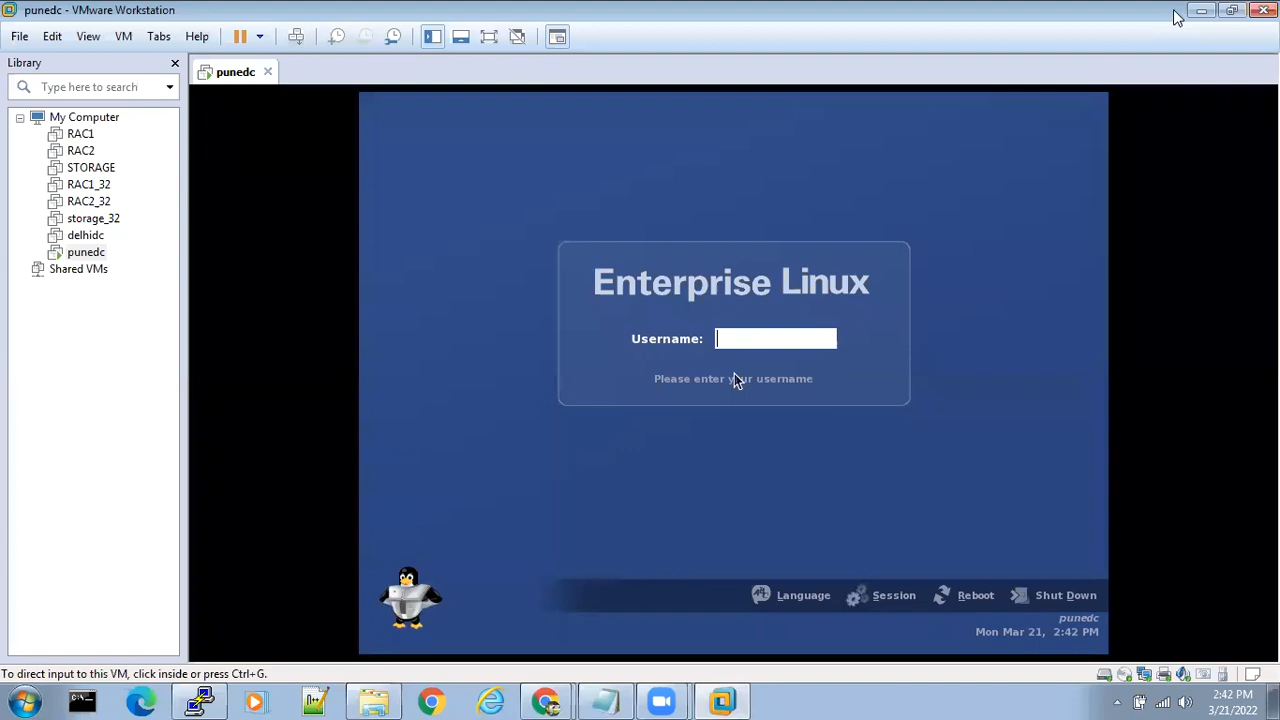 punedc - VMware Workstation
File Edit View VM Tabs Help
Library
Type here to search
My Computer
RAC1
RAC2
STORAGE
RAC1_32
RAC2_32
storage_32
delhidc
punedc
Shared VMs
punedc
Enterprise Linux
Username:
Please enter your username
Language Session Reboot Shut Down
punedc
Mon Mar 21, 2:42 PM
To direct input to this VM, click inside or press Ctrl+G.
2:42 PM
3/21/2022